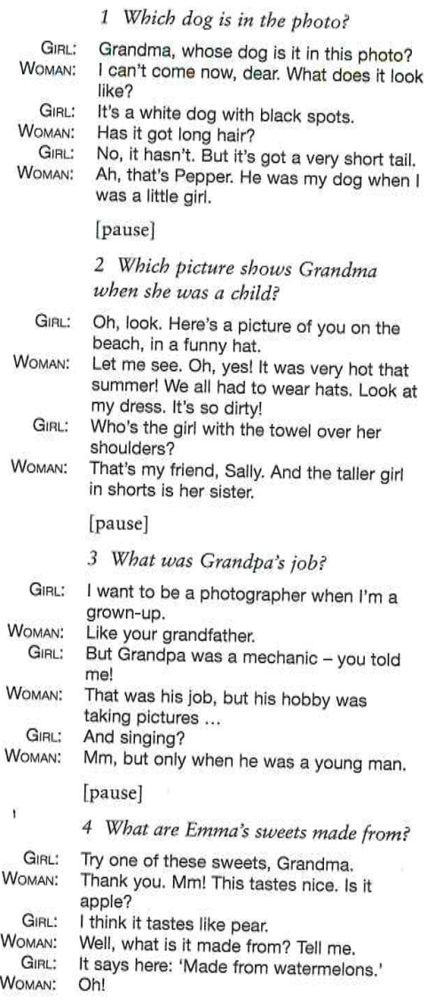 1 Which dog is in the photo?
GIRL: Grandma, whose dog is it in this photo?
WOMAN: I can't come now, dear. What does it look
like?
GIRL: It's a white dog with black spots.
WOMAN: Has it got long hair?
GIRL: No, it hasn't. But it's got a very short tail.
WOMAN: Ah, that's Pepper. He was my dog when I
was a little girl.
[pause]
2 Which picture shows Grandma
when she was a child?
GIRL: Oh, look. Here's a picture of you on the
beach, in a funny hat.
WOMAN: Let me see. Oh, yes! It was very hot that
summer! We all had to wear hats. Look at
my dress. It's so dirty!
GIRL: Who's the girl with the towel over her
shoulders?
WOMAN: That's my friend, Sally. And the taller girl
in shorts is her sister.
[pause]
3 What was Grandpa's job?
GIRL: I want to be a photographer when I'm a
grown-up.
WOMAN: Like your grandfather.
GIRL: But Grandpa was a mechanic – you told
me!
WOMAN: That was his job, but his hobby was
taking pictures ...
GIRL: And singing?
WOMAN: Mm, but only when he was a young man.
[pause]
4 What are Emma's sweets made from?
GIRL: Try one of these sweets, Grandma.
WOMAN: Thank you. Mm! This tastes nice. Is it
apple?
GIRL: I think it tastes like pear.
WOMAN: Well, what is it made from? Tell me.
GIRL: It says here: 'Made from watermelons.'
WOMAN: Oh!